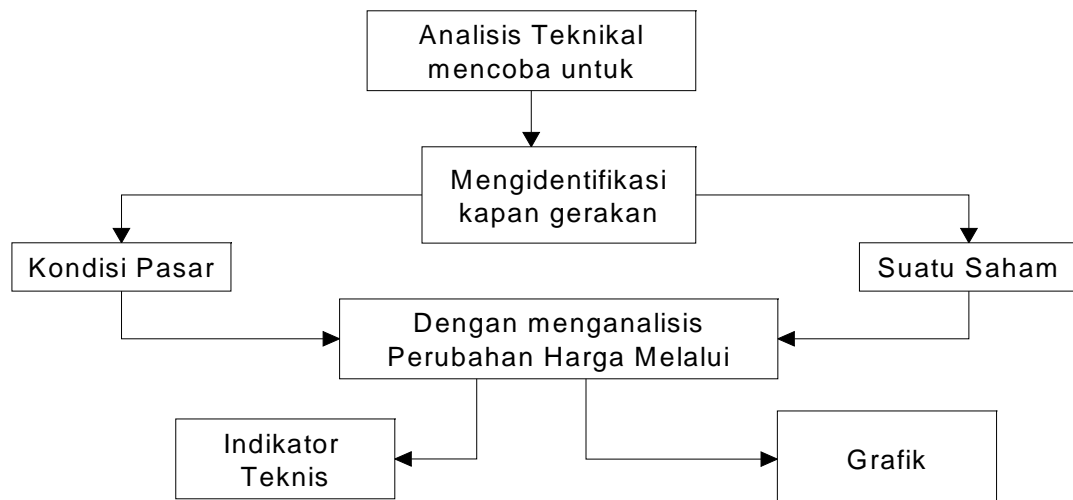 Analisis Teknikal
mencoba untuk
Mengidentifikasi
kapan gerakan
Kondisi Pasar
Suatu Saham
Dengan menganalisis
Perubahan Harga Melalui
Indikator
Teknis
Grafik